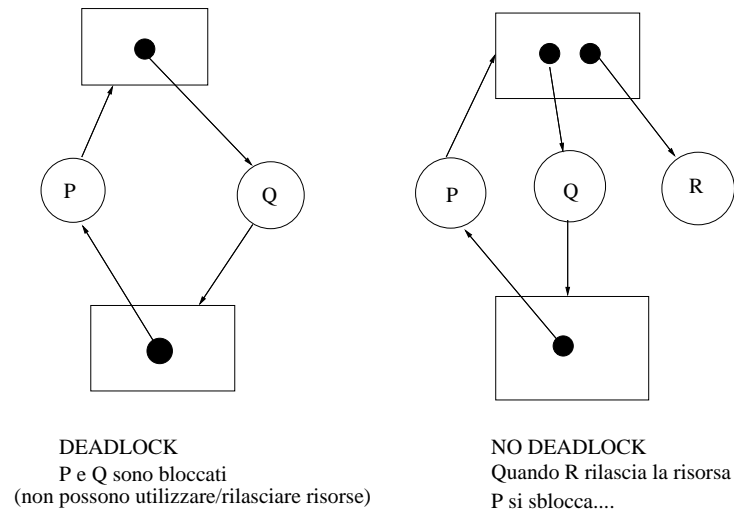 P
Q
P
Q
R
DEADLOCK
P e Q sono bloccati
(non possono utilizzare/rilasciare risorse)
NO DEADLOCK
Quando R rilascia la risorsa
P si sblocca....